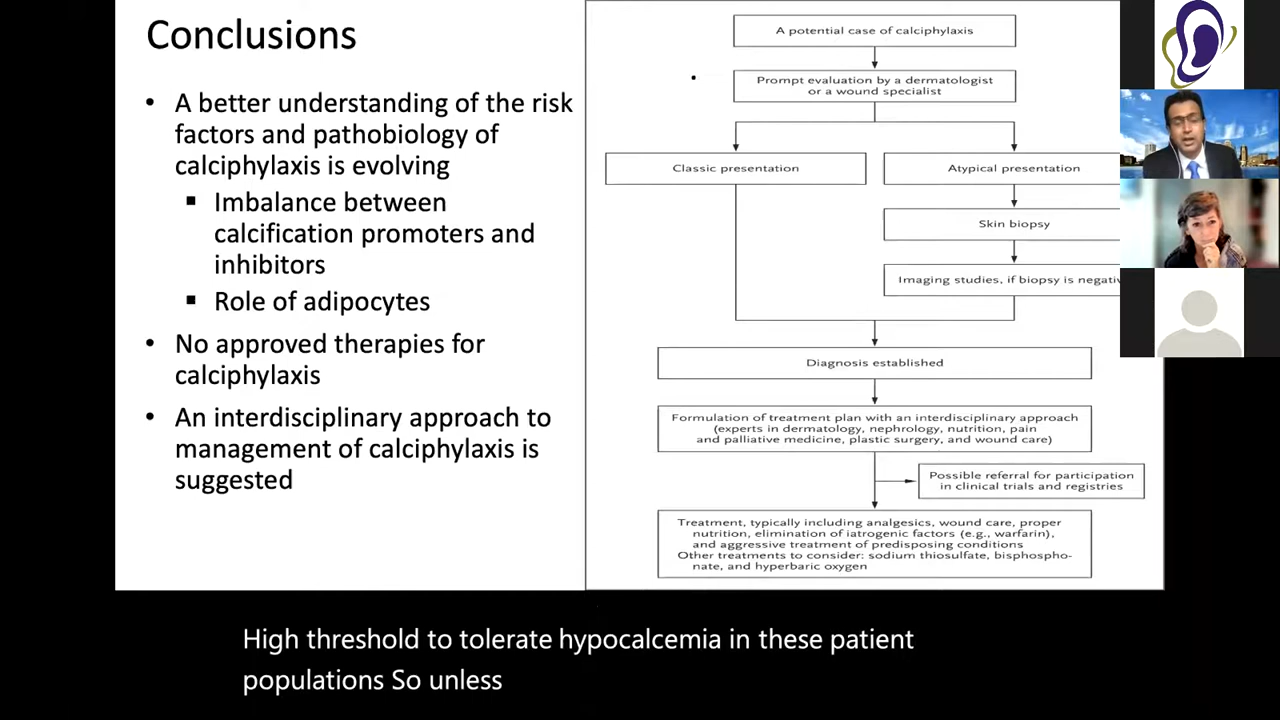 Conclusions
• A better understanding of the risk
factors and pathobiology of
calciphylaxis is evolving
▪ Imbalance between
calcification promoters and
inhibitors
▪ Role of adipocytes
• No approved therapies for
calciphylaxis
• An interdisciplinary approach to
management of calciphylaxis is
suggested
A potential case of calciphylaxis
Prompt evaluation by a dermatologist
or a wound specialist
Classic presentation
Atypical presentation
Skin biopsy
Imaging studies, if biopsy is
Diagnosis established
Formulation of treatment plan with an interdisciplinary approach
(experts in dermatology, nephrology, nutrition, pain
and palliative medicine, plastic surgery, and wound care)
Possible referral for participation
in clinical trials and registries
Treatment, typically including analgesics, wound care, proper
nutrition, elimination of iatrogenic factors (e.g., warfarin),
and aggressive treatment of predisposing conditions
Other treatments to consider: sodium thiosulfate, bisphospho-
nate, and hyperbaric oxygen
High threshold to tolerate hypocalcemia in these patient
populations So unless